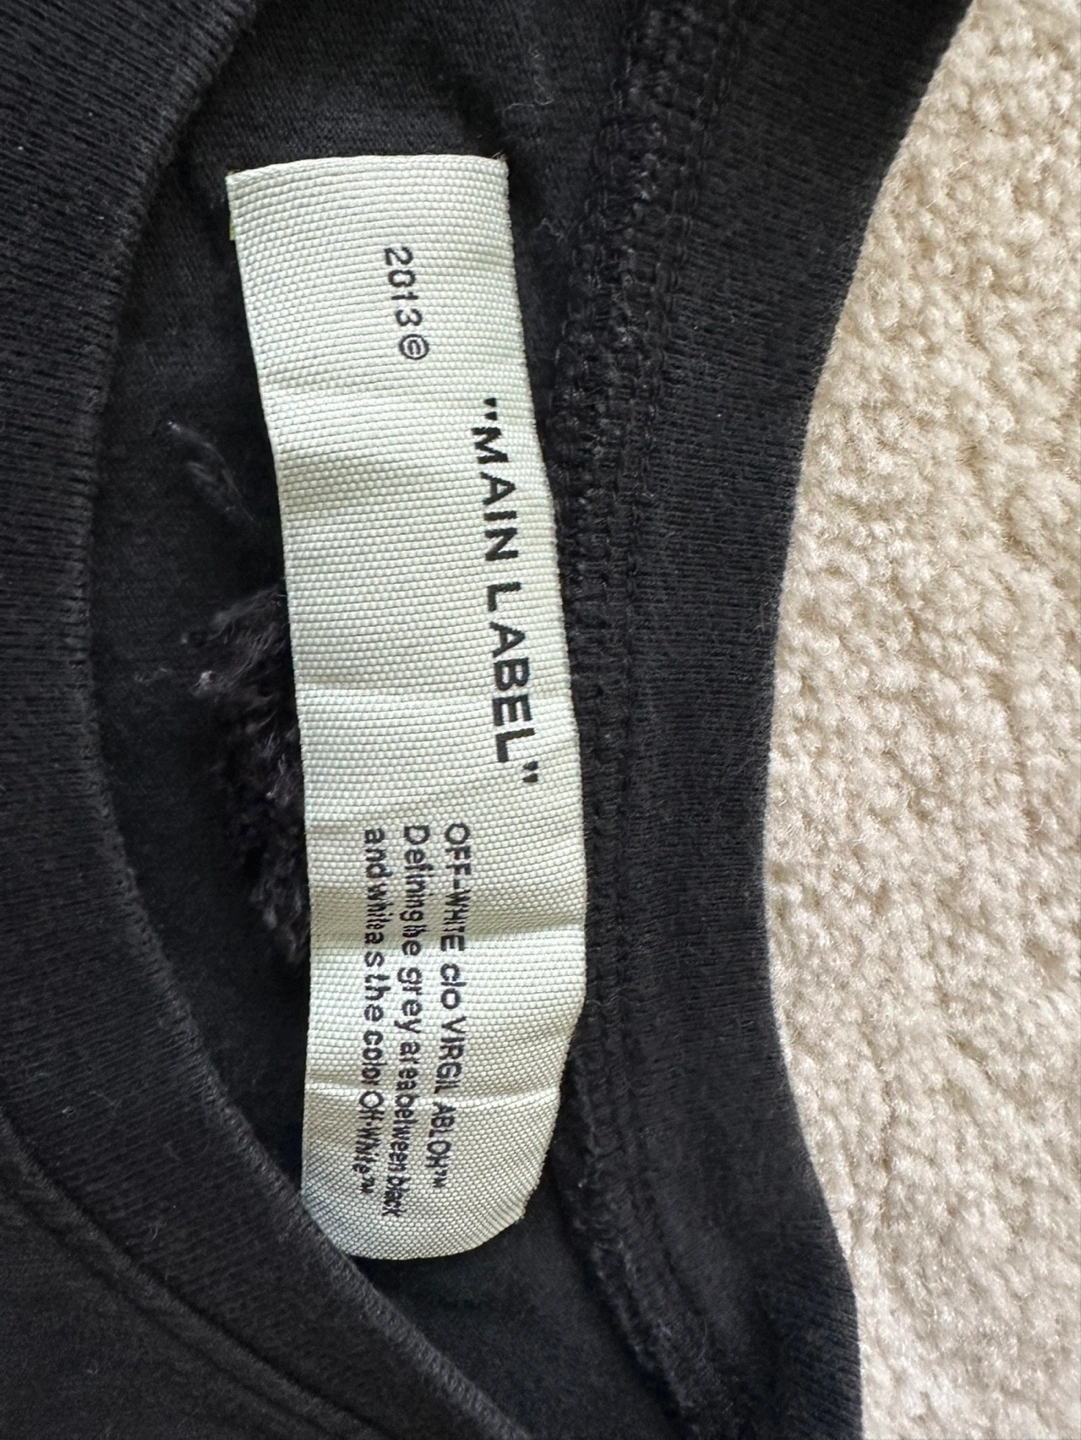 2013©
"MAIN LABEL"
OFF-WHITE c/o VIRGIL ABLOH™
Defining the grey area between black
and white as the color Off-White™